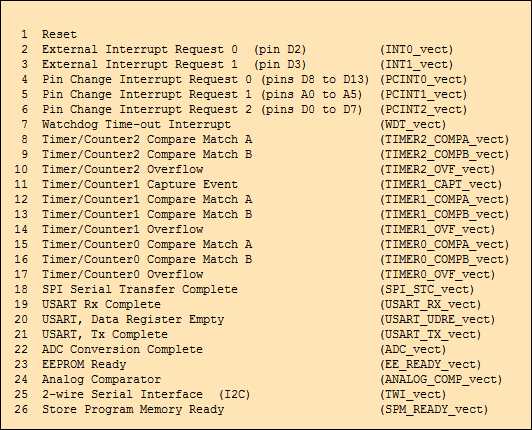 1 Reset
2 External Interrupt Request 0 (pin D2) (INT0_vect)
3 External Interrupt Request 1 (pin D3) (INT1_vect)
4 Pin Change Interrupt Request 0 (pins D8 to D13) (PCINT0_vect)
5 Pin Change Interrupt Request 1 (pins A0 to A5) (PCINT1_vect)
6 Pin Change Interrupt Request 2 (pins D0 to D7) (PCINT2_vect)
7 Watchdog Time-out Interrupt (WDT_vect)
8 Timer/Counter2 Compare Match A (TIMER2_COMPA_vect)
9 Timer/Counter2 Compare Match B (TIMER2_COMPB_vect)
10 Timer/Counter2 Overflow (TIMER2_OVF_vect)
11 Timer/Counter1 Capture Event (TIMER1_CAPT_vect)
12 Timer/Counter1 Compare Match A (TIMER1_COMPA_vect)
13 Timer/Counter1 Compare Match B (TIMER1_COMPB_vect)
14 Timer/Counter1 Overflow (TIMER1_OVF_vect)
15 Timer/Counter0 Compare Match A (TIMER0_COMPA_vect)
16 Timer/Counter0 Compare Match B (TIMER0_COMPB_vect)
17 Timer/Counter0 Overflow (TIMER0_OVF_vect)
18 SPI Serial Transfer Complete (SPI_STC_vect)
19 USART Rx Complete (USART_RX_vect)
20 USART, Data Register Empty (USART_UDRE_vect)
21 USART, Tx Complete (USART_TX_vect)
22 ADC Conversion Complete (ADC_vect)
23 EEPROM Ready (EE_READY_vect)
24 Analog Comparator (ANALOG_COMP_vect)
25 2-wire Serial Interface (I2C) (TWI_vect)
26 Store Program Memory Ready (SPM_READY_vect)